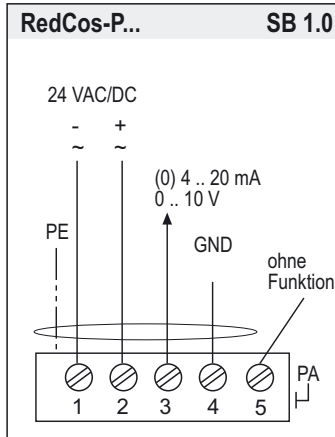 RedCos-P... SB 1.0
24 VAC/DC
- +
~ ~
(0) 4 .. 20 mA
0 .. 10 V
PE
GND
ohne
Funktion
PA
1 2 3 4 5